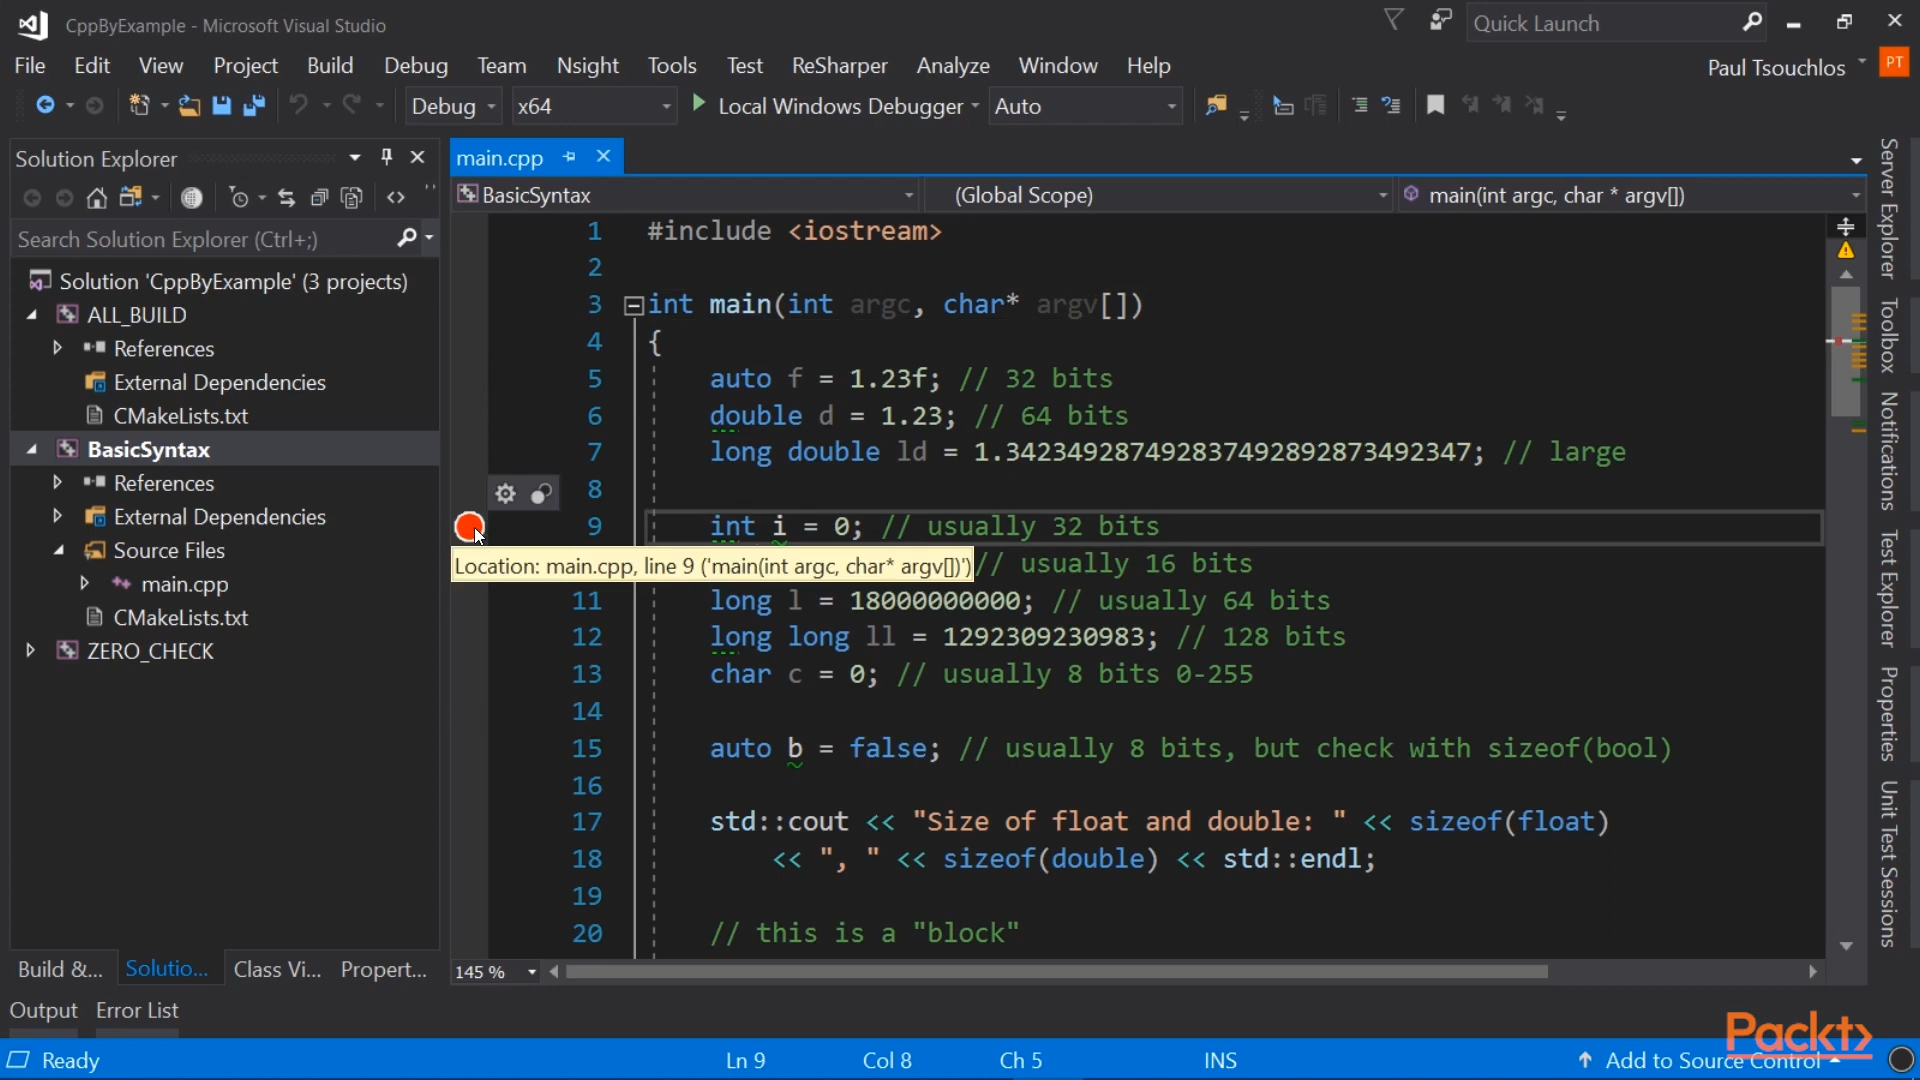 CppByExample - Microsoft Visual Studio
Quick Launch
File Edit View Project Build Debug Team Nsight Tools Test ReSharper Analyze Window Help
Paul Tsouchlos
PT
Debug x64 Local Windows Debugger Auto
Solution Explorer
Search Solution Explorer (Ctrl+;)
Solution 'CppByExample' (3 projects)
ALL_BUILD
References
External Dependencies
CMakeLists.txt
BasicSyntax
References
External Dependencies
Source Files
main.cpp
CMakeLists.txt
ZERO_CHECK
Build &... Solutio... Class Vi... Propert...
main.cpp
BasicSyntax (Global Scope) main(int argc, char * argv[])
1 #include <iostream>
2
3 int main(int argc, char* argv[])
4 {
5 auto f = 1.23f; // 32 bits
6 double d = 1.23; // 64 bits
7 long double ld = 1.3423492874928374928928734​92347; // large
8
9 int i = 0; // usually 32 bits
Location: main.cpp, line 9 ('main(int argc, char* argv[])') // usually 16 bits
11 long l = 18000000000; // usually 64 bits
12 long long ll = 1292309230983; // 128 bits
13 char c = 0; // usually 8 bits 0-255
14
15 auto b = false; // usually 8 bits, but check with sizeof(bool)
16
17 std::cout << "Size of float and double: " << sizeof(float)
18 << ", " << sizeof(double) << std::endl;
19
20 // this is a "block"
145 %
Server Explorer
Toolbox
Notifications
Test Explorer
Properties
Unit Test Sessions
Output Error List
Packt>
Ready Ln 9 Col 8 Ch 5 INS Add to Source Control